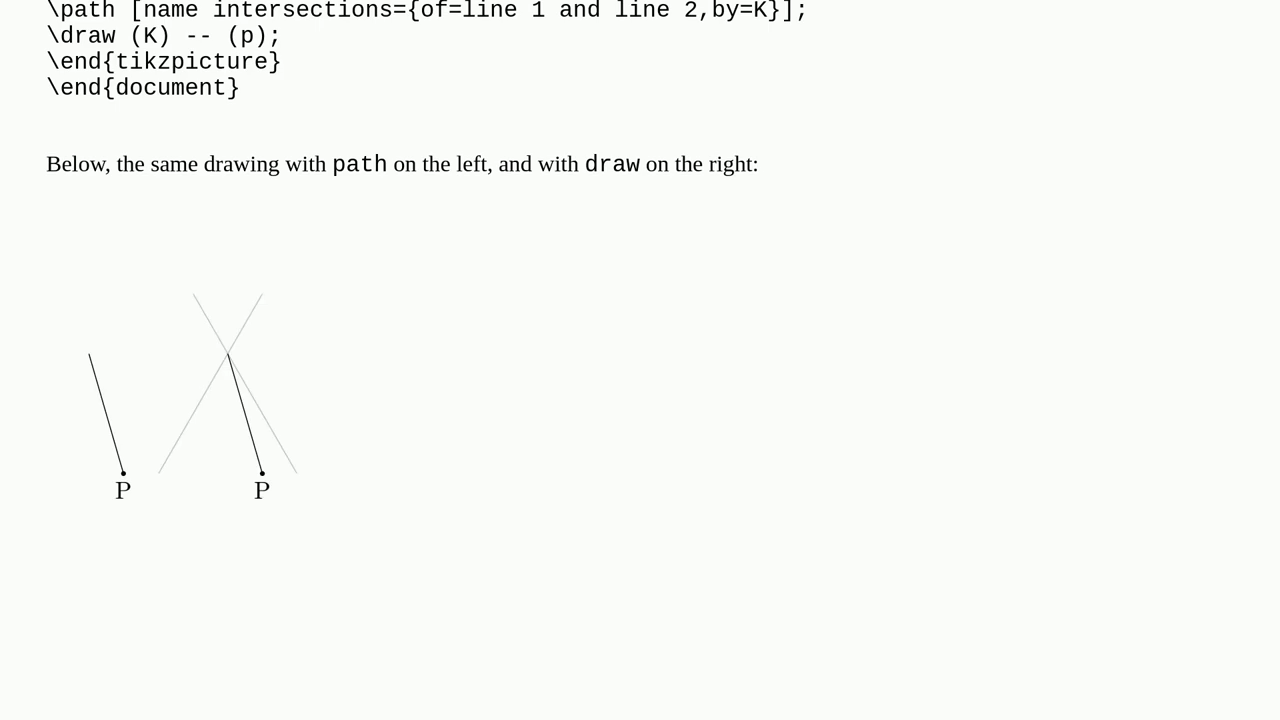 \path [name intersections={of=line 1 and line 2,by=K}];
\draw (K) -- (p);
\end{tikzpicture}
\end{document}
Below, the same drawing with path on the left, and with draw on the right:
P P